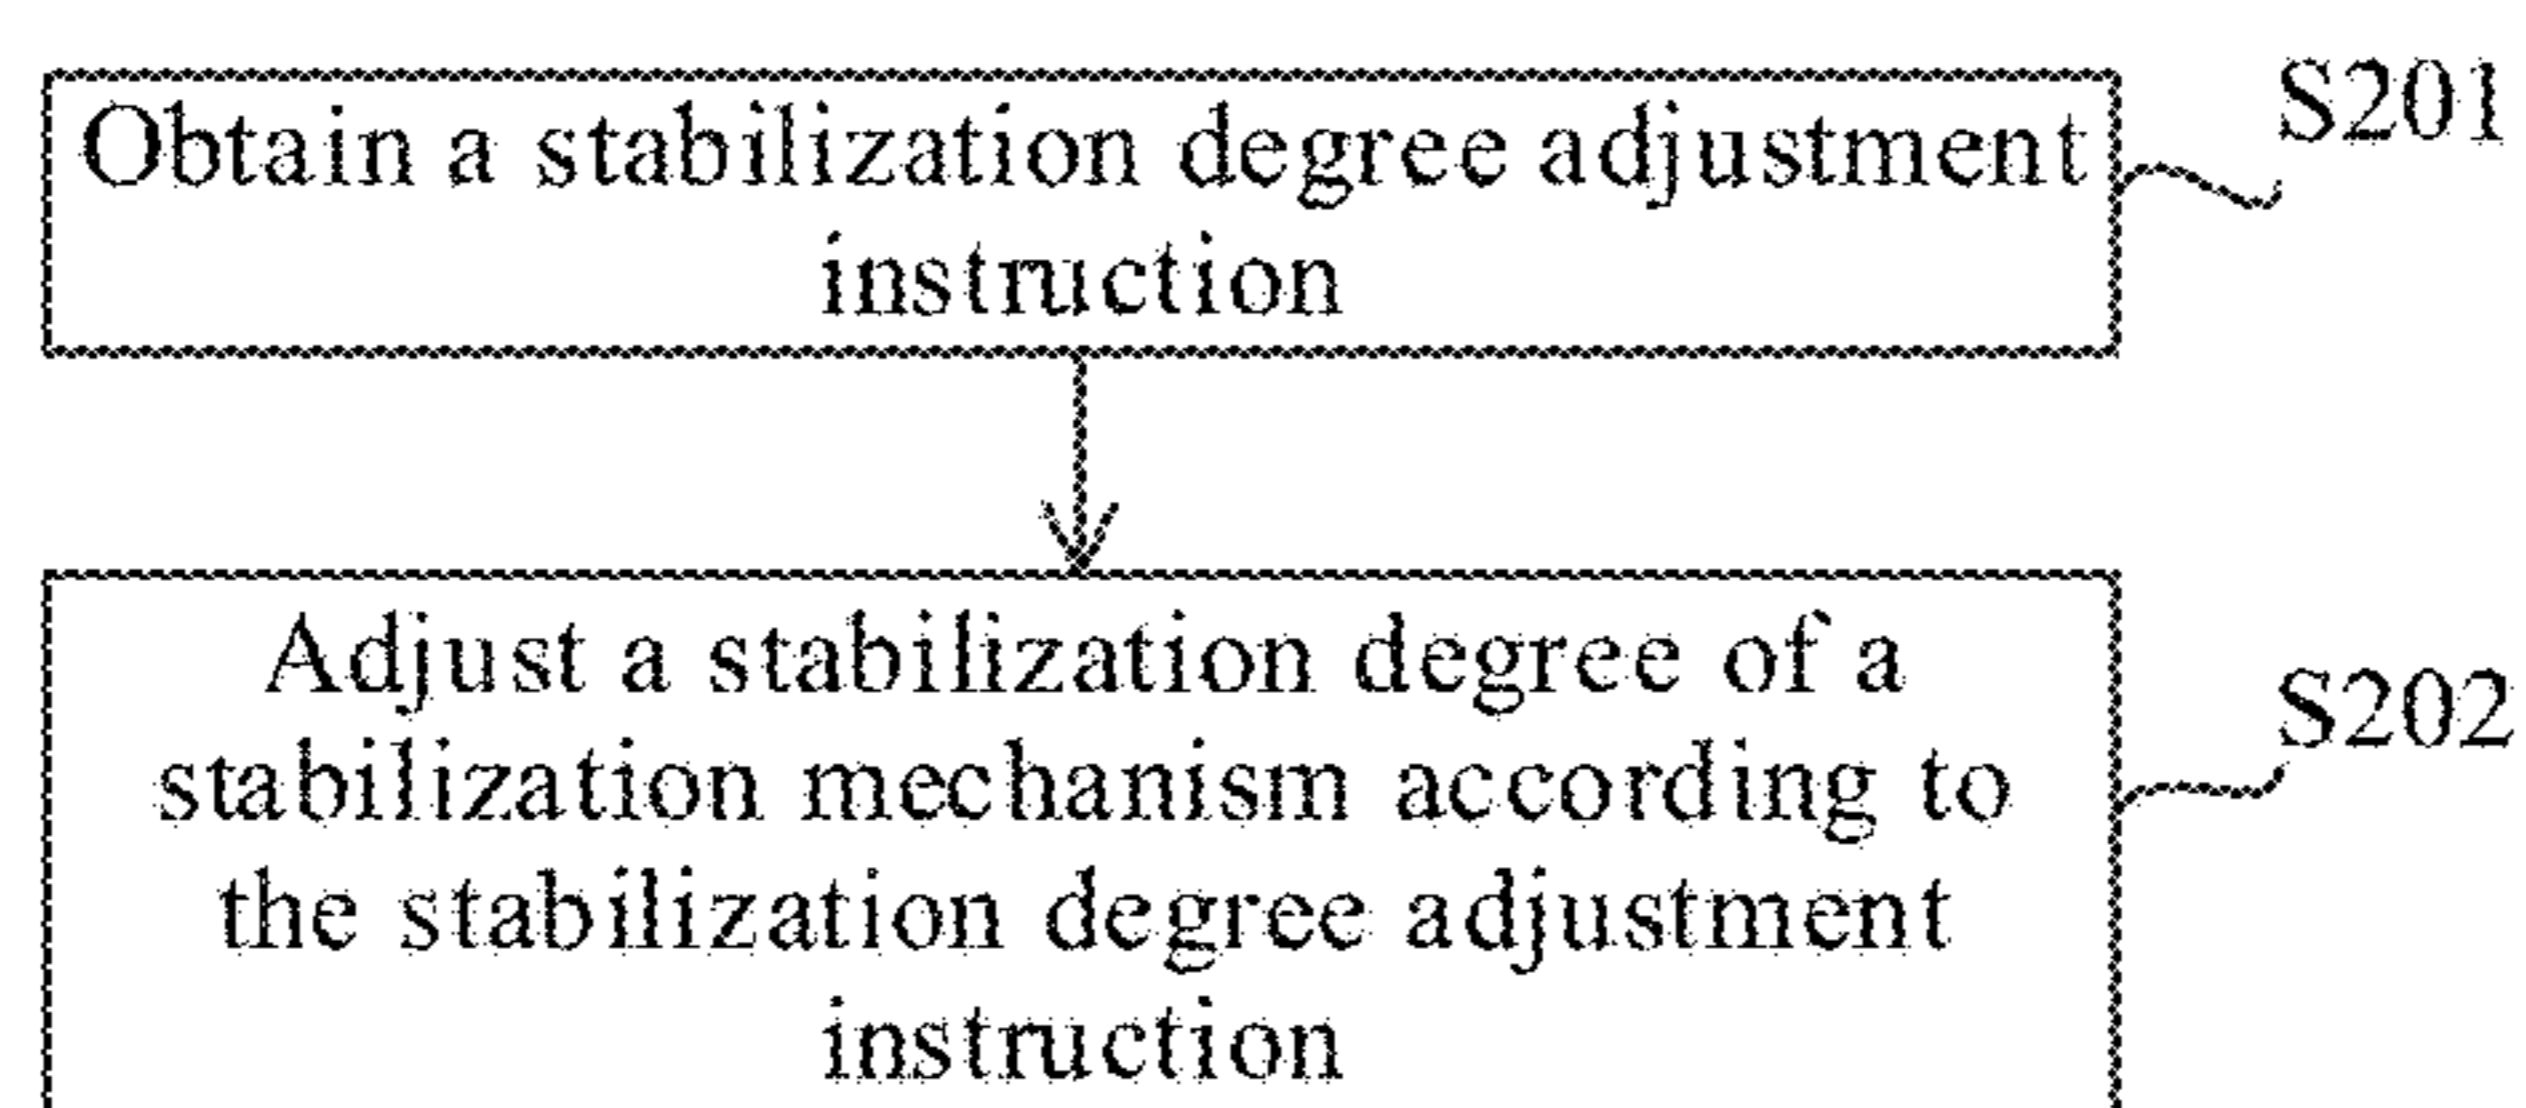 Obtain a stabilization degree adjustment
instruction
S201
Adjust a stabilization degree of a
stabilization mechanism according to
the stabilization degree adjustment
instruction
S202